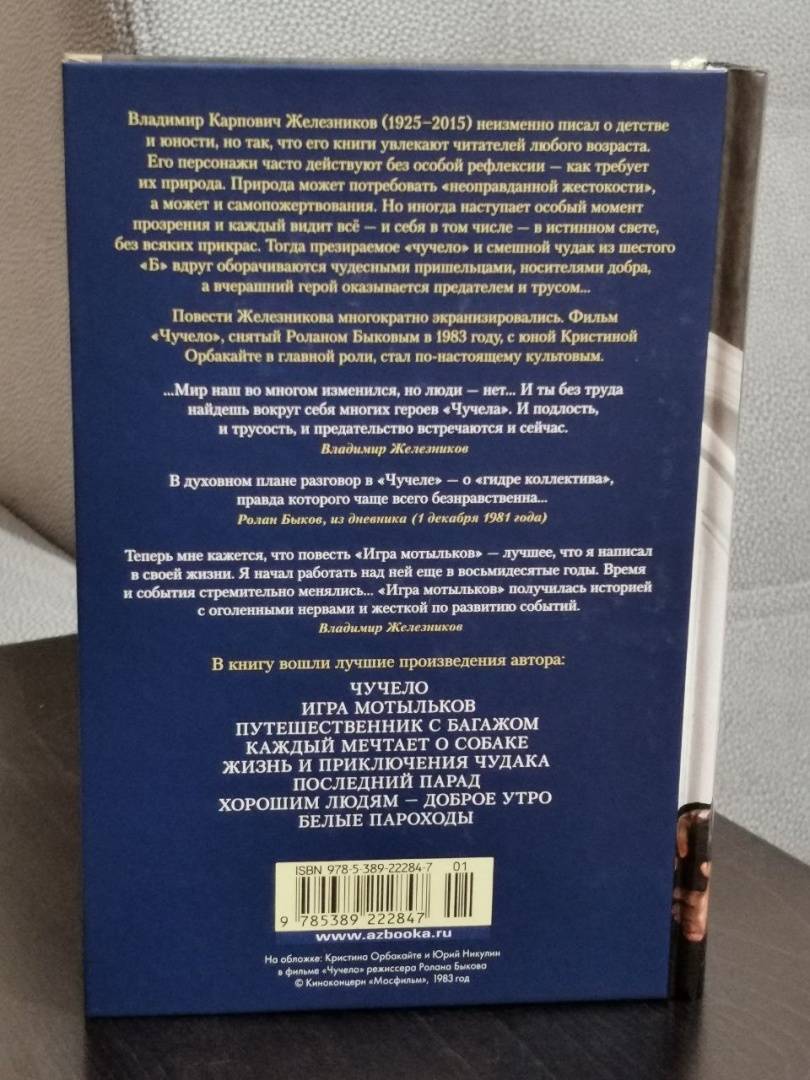 Владимир Карпович Железников (1925–2015) неизменно писал о детстве
и юности, но так, что его книги увлекают читателей любого возраста.
Его персонажи часто действуют без особой рефлексии — как требует
их природа. Природа может потребовать «неоправданной жестокости»,
а может и самопожертвования. Но иногда наступает особый момент
прозрения и каждый видит всё — и себя в том числе — в истинном свете,
без всяких прикрас. Тогда презираемое «чучело» и смешной чудак из шестого
«Б» вдруг оборачиваются чудесными пришельцами, носителями добра,
а вчерашний герой оказывается предателем и трусом...
Повести Железникова многократно экранизировались. Фильм
«Чучело», снятый Роланом Быковым в 1983 году, с юной Кристиной
Орбакайте в главной роли, стал по-настоящему культовым.
...Мир наш во многом изменился, но люди — нет... И ты без труда
найдешь вокруг себя многих героев «Чучела». И подлость,
и трусость, и предательство встречаются и сейчас.
Владимир Железников
В духовном плане разговор в «Чучеле» — о «гидре коллектива»,
правда которого чаще всего безнравственна...
Ролан Быков, из дневника (1 декабря 1981 года)
Теперь мне кажется, что повесть «Игра мотыльков» — лучшее, что я написал
в своей жизни. Я начал работать над ней еще в восьмидесятые годы. Время
и события стремительно менялись... «Игра мотыльков» получилась историей
с оголенными нервами и жесткой по развитию событий.
Владимир Железников
В книгу вошли лучшие произведения автора:
ЧУЧЕЛО
ИГРА МОТЫЛЬКОВ
ПУТЕШЕСТВЕННИК С БАГАЖОМ
КАЖДЫЙ МЕЧТАЕТ О СОБАКЕ
ЖИЗНЬ И ПРИКЛЮЧЕНИЯ ЧУДАКА
ПОСЛЕДНИЙ ПАРАД
ХОРОШИМ ЛЮДЯМ — ДОБРОЕ УТРО
БЕЛЫЕ ПАРОХОДЫ
ISBN 978-5-389-22284-7 01
9 785389 222847
www.azbooka.ru
На обложке: Кристина Орбакайте и Юрий Никулин
в фильме «Чучело» режиссера Ролана Быкова
© Киноконцерн «Мосфильм», 1983 год